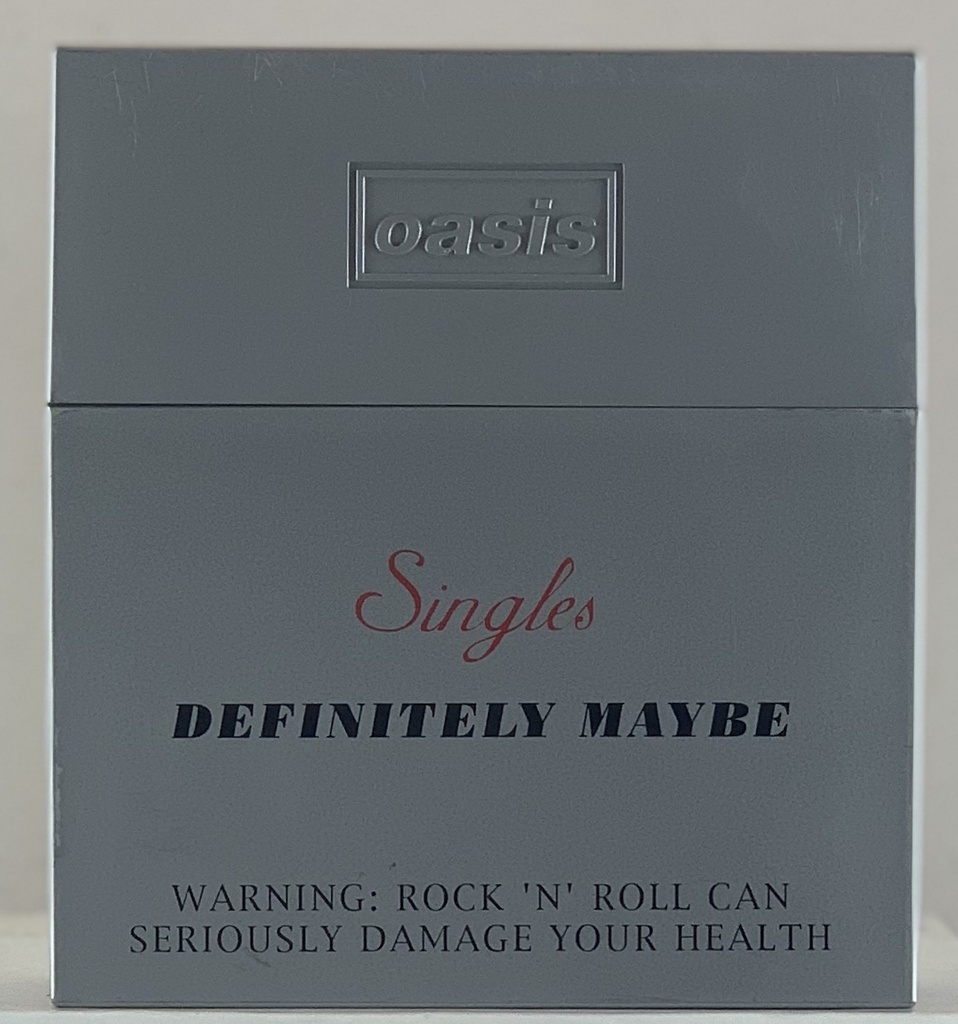 oasis
Singles
DEFINITELY MAYBE
WARNING: ROCK 'N' ROLL CAN
SERIOUSLY DAMAGE YOUR HEALTH